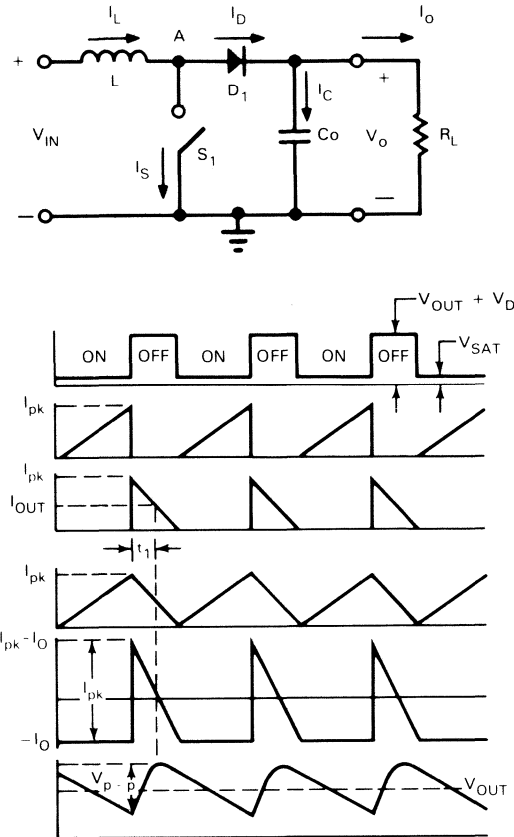 I_L A I_D I_O
+ L D_1 I_C +
V_IN I_S S_1 Co V_o R_L
− −
V_OUT + V_D
ON OFF ON OFF ON OFF V_SAT
I_pk
I_pk
I_OUT
t_1
I_pk
I_pk-I_O
I_pk
-I_O
V_p-p V_OUT